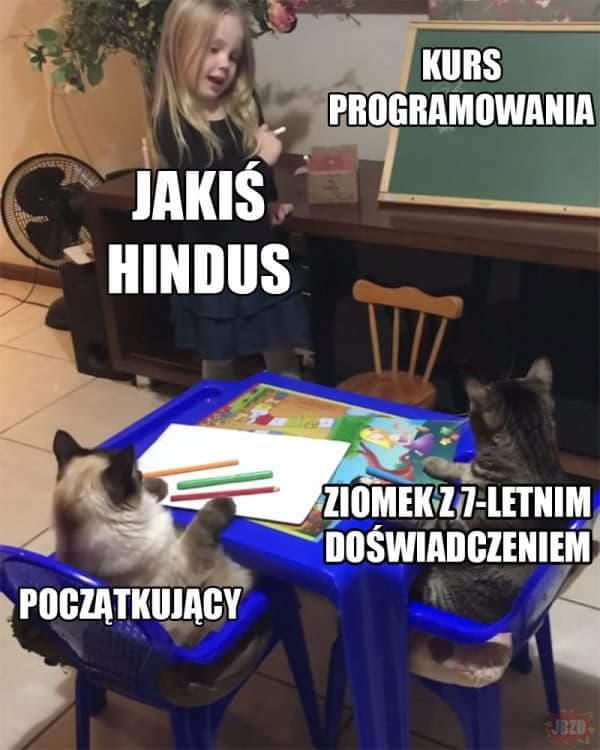 KURS
PROGRAMOWANIA
JAKIŚ
HINDUS
ZIOMEK Z 7-LETNIM
DOŚWIADCZENIEM
POCZĄTKUJĄCY
JBZD